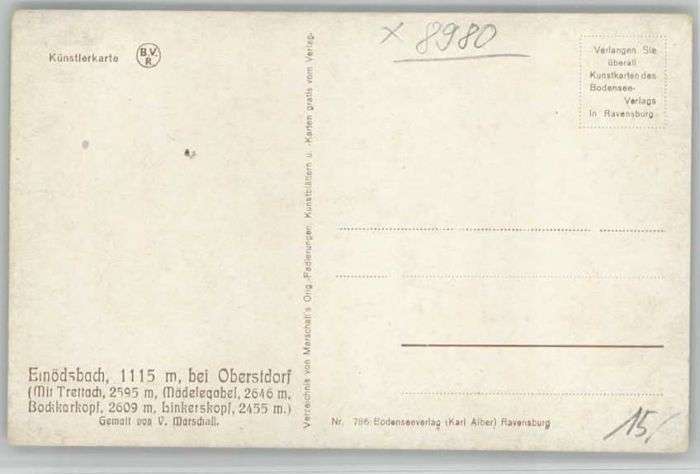 Künstlerkarte
B.V.
R.
x 8980
Verlangen Sie
überall
Kunstkarten des
Bodensee-
Verlags
in Ravensburg.
Verzeichnis von Marschall's Orig.-Radierungen, Kunstblättern u. -Karten gratis vom Verlag.
Einödsbach, 1115 m, bei Oberstdorf
(Mit Trettach, 2595 m, Mädelegabel, 2646 m,
Bockkarkopf, 2609 m, Linkerskopf, 2455 m.)
Gemalt von V. Marschall.
Nr. 786 Bodenseeverlag (Karl Alber) Ravensburg
15/